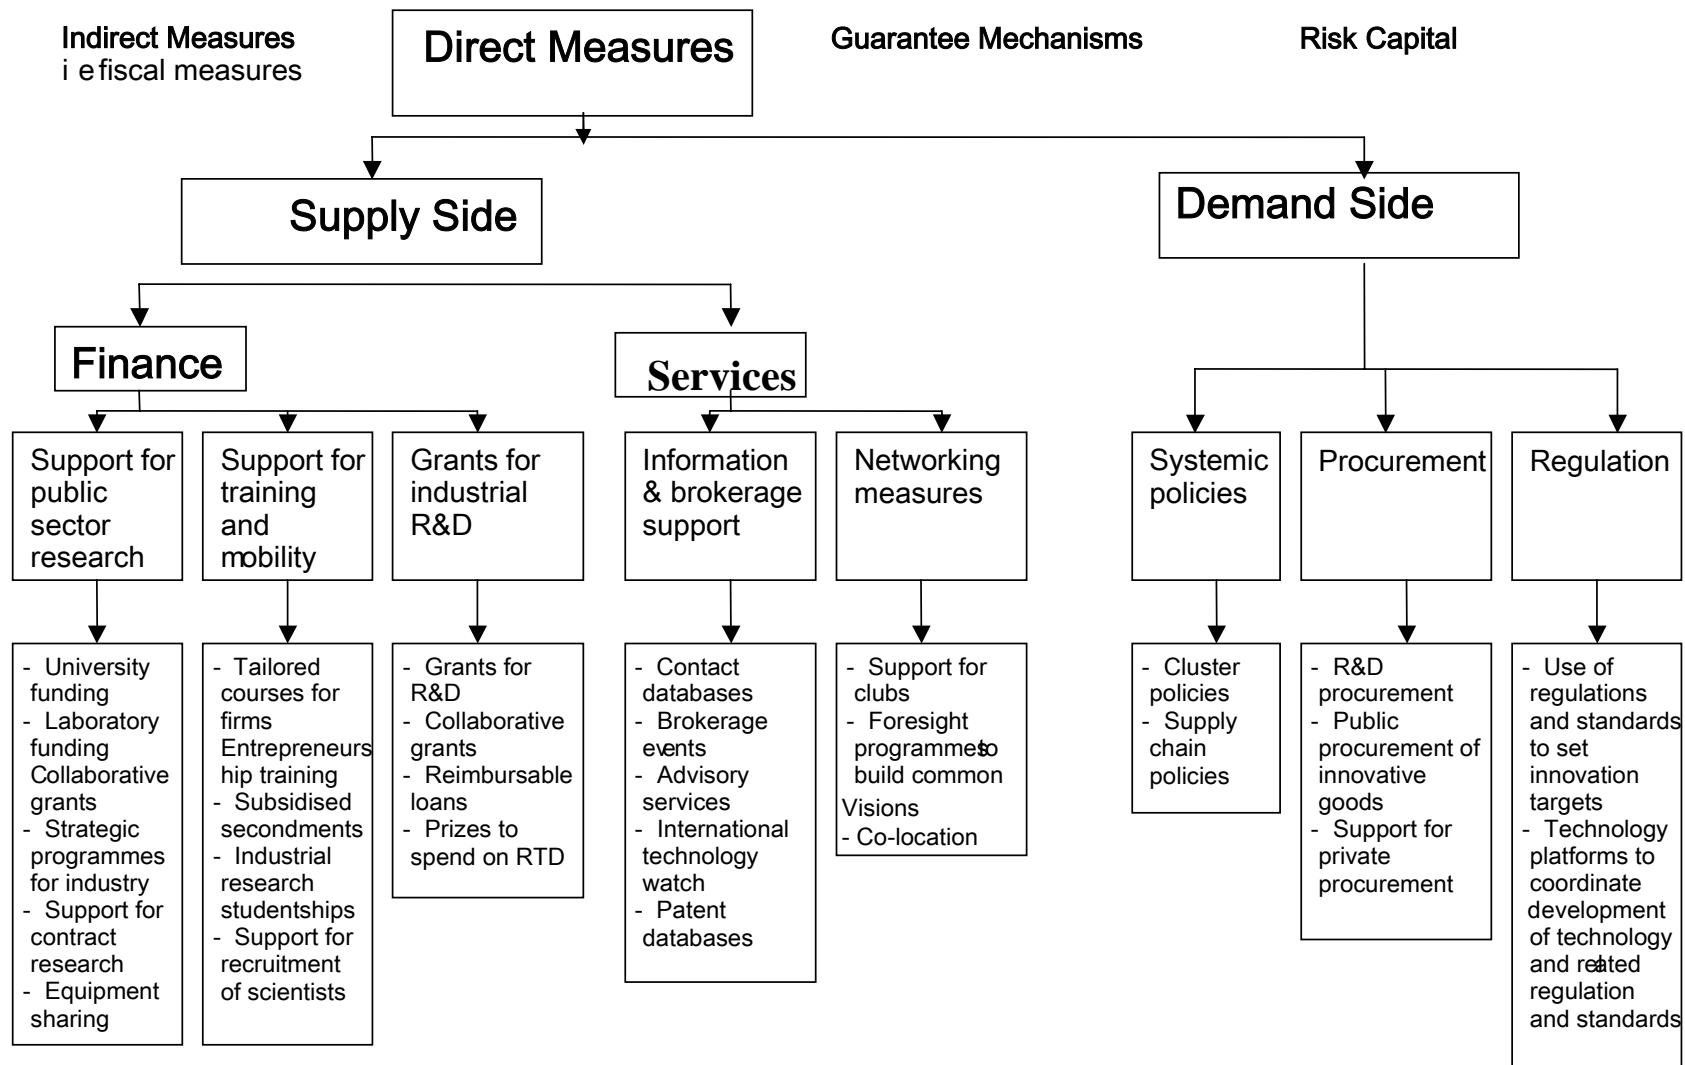 Indirect Measures
i e fiscal measures
Direct Measures
Guarantee Mechanisms
Risk Capital
Supply Side
Demand Side
Finance
Services
Support for
public
sector
research
Support for
training
and
mobility
Grants for
industrial
R&D
Information
& brokerage
support
Networking
measures
Systemic
policies
Procurement
Regulation
- University
funding
- Laboratory
funding
Collaborative
grants
- Strategic
programmes
for industry
- Support for
contract
research
- Equipment
sharing
- Tailored
courses for
firms
Entrepreneurs
hip training
- Subsidised
secondments
- Industrial
research
studentships
- Support for
recruitment
of scientists
- Grants for
R&D
- Collaborative
grants
- Reimbursable
loans
- Prizes to
spend on RTD
- Contact
databases
- Brokerage
events
- Advisory
services
- International
technology
watch
- Patent
databases
- Support for
clubs
- Foresight
programmes to
build common
Visions
- Co-location
- Cluster
policies
- Supply
chain
policies
- R&D
procurement
- Public
procurement of
innovative
goods
- Support for
private
procurement
- Use of
regulations
and standards
to set
innovation
targets
- Technology
platforms to
coordinate
development
of technology
and related
regulation
and standards